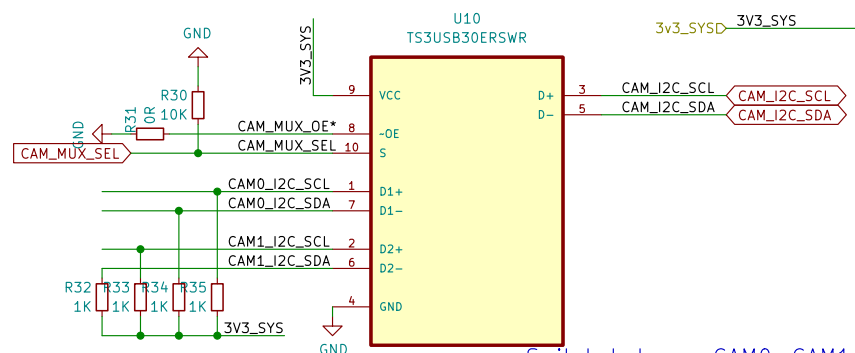 U10
TS3USB30ERSWR
3v3_SYS
3V3_SYS
GND
3V3_SYS
R30
10K
R31
0R
GND
CAM_MUX_SEL
CAM_MUX_OE*
8
~OE
CAM_MUX_SEL
10
S
9
VCC
D+
3
CAM_I2C_SCL
CAM_I2C_SCL
D-
5
CAM_I2C_SDA
CAM_I2C_SDA
CAM0_I2C_SCL
1
D1+
CAM0_I2C_SDA
7
D1-
CAM1_I2C_SCL
2
D2+
CAM1_I2C_SDA
6
D2-
R32
1K
R33
1K
R34
1K
R35
1K
3V3_SYS
4
GND
GND
CAM0
CAM1